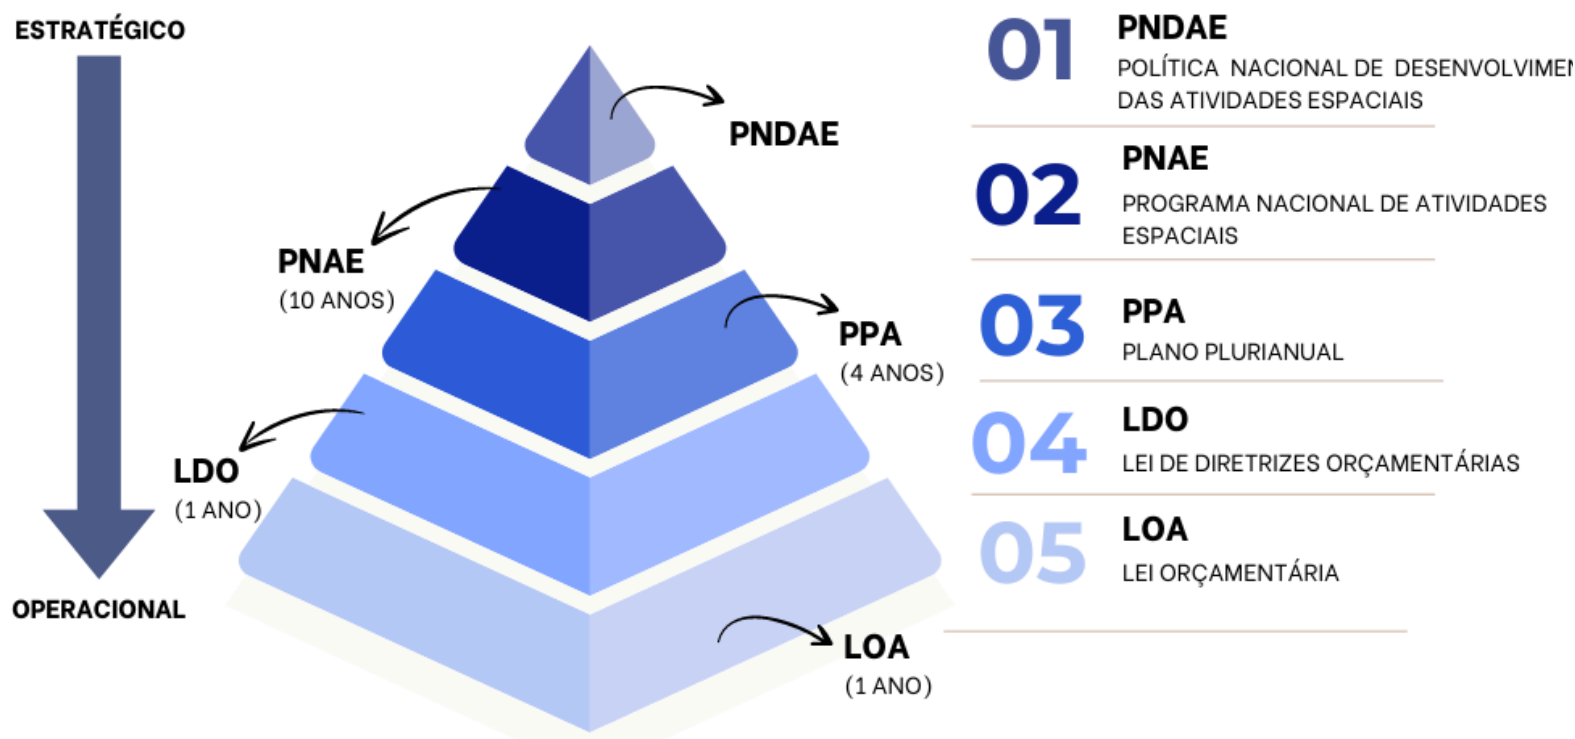 ESTRATÉGICO
PNDAE
PNAE
(10 ANOS)
PPA
(4 ANOS)
LDO
(1 ANO)
OPERACIONAL
LOA
(1 ANO)
01
PNDAE
POLÍTICA NACIONAL DE
DAS ATIVIDADES ESPACIAIS
02
PNAE
PROGRAMA NACIONAL DE ATIVIDADES
ESPACIAIS
03
PPA
PLANO PLURIANUAL
04
LDO
LEI DE DIRETRIZES ORÇAMENTÁRIAS
05
LOA
LEI ORÇAMENTÁRIA